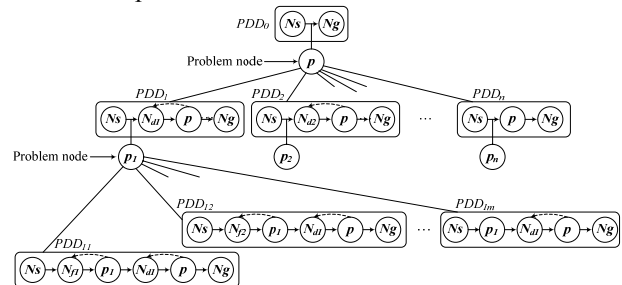 PDD0 Ns Ng
Problem node p
PDD1 PDD2 PDDn
Ns Nd1 p Ng Ns Nd2 p Ng ... Ns p Ng
Problem node p1 p2 pn
PDD12 PDD1m
Ns Nf2 p1 Nd1 p Ng ... Ns p1 Nd1 p Ng
PDD11
Ns Nf1 p1 Nd1 p Ng